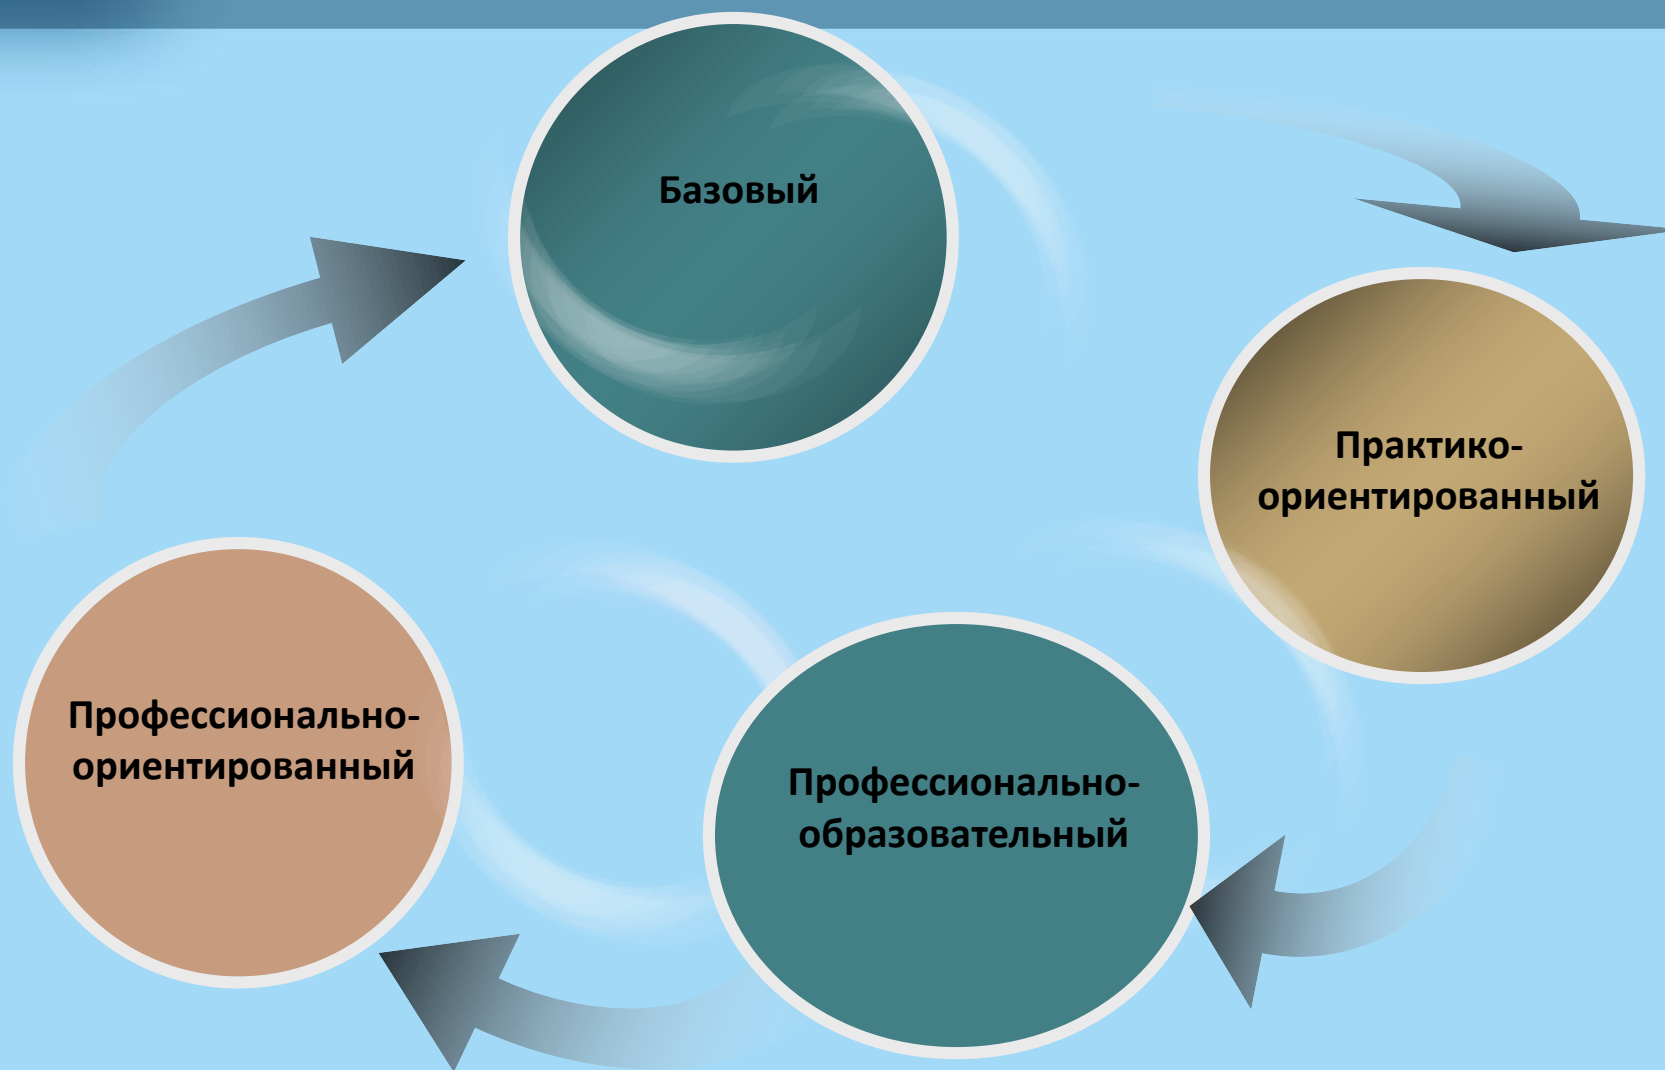 Базовый
Практико-
ориентированный
Профессионально-
ориентированный
Профессионально-
образовательный